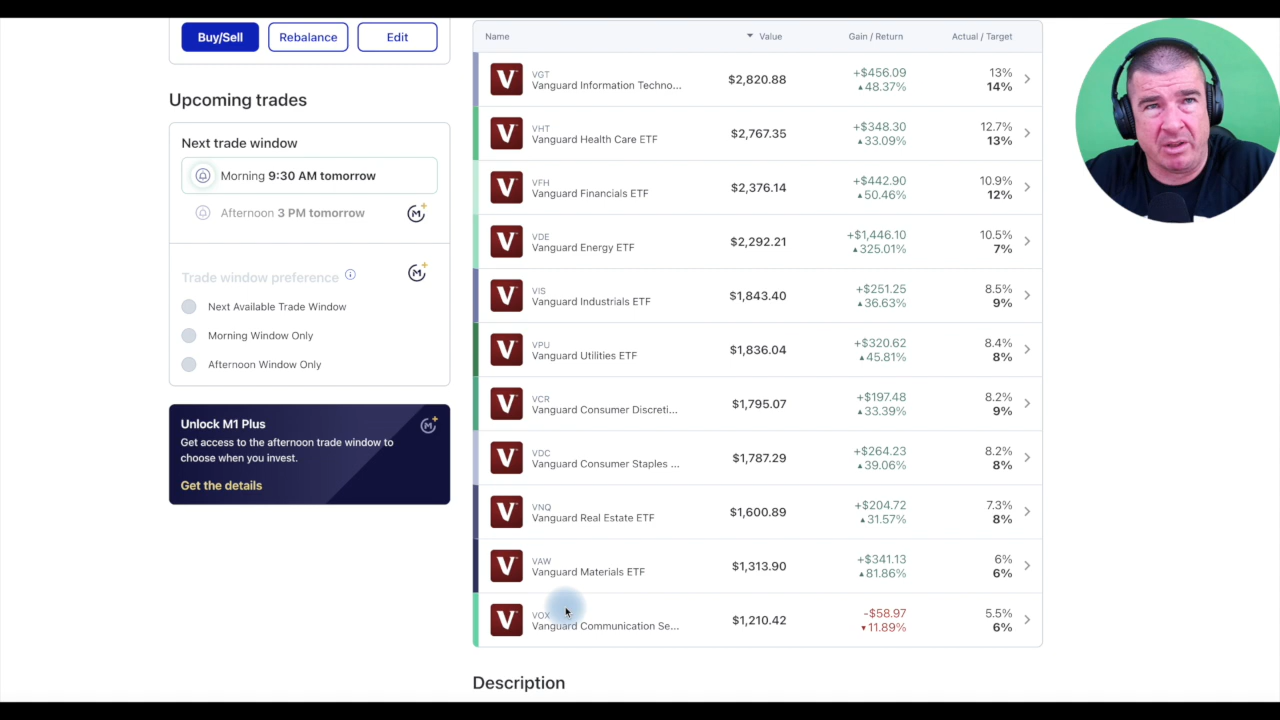 Buy/Sell
Rebalance
Edit
Upcoming trades
Next trade window
Morning 9:30 AM tomorrow
Afternoon 3 PM tomorrow
Trade window preference
Next Available Trade Window
Morning Window Only
Afternoon Window Only
Unlock M1 Plus
Get access to the afternoon trade window to
choose when you invest.
Get the details
Name Value Gain / Return Actual / Target
VGT
Vanguard Information Techno... $2,820.88
+$456.09 13%
▲48.37% 14%
VHT
Vanguard Health Care ETF $2,767.35
+$348.30 12.7%
▲33.09% 13%
VFH
Vanguard Financials ETF $2,376.14
+$442.90 10.9%
▲50.46% 12%
VDE
Vanguard Energy ETF $2,292.21
+$1,446.10 10.5%
▲325.01% 7%
VIS
Vanguard Industrials ETF $1,843.40
+$251.25 8.5%
▲36.63% 9%
VPU
Vanguard Utilities ETF $1,836.04
+$320.62 8.4%
▲45.81% 8%
VCR
Vanguard Consumer Discreti... $1,795.07
+$197.48 8.2%
▲33.39% 9%
VDC
Vanguard Consumer Staples ... $1,787.29
+$264.23 8.2%
▲39.06% 8%
VNQ
Vanguard Real Estate ETF $1,600.89
+$204.72 7.3%
▲31.57% 8%
VAW
Vanguard Materials ETF $1,313.90
+$341.13 6%
▲81.86% 6%
VOX
Vanguard Communication Se... $1,210.42
-$58.97 5.5%
▼11.89% 6%
Description